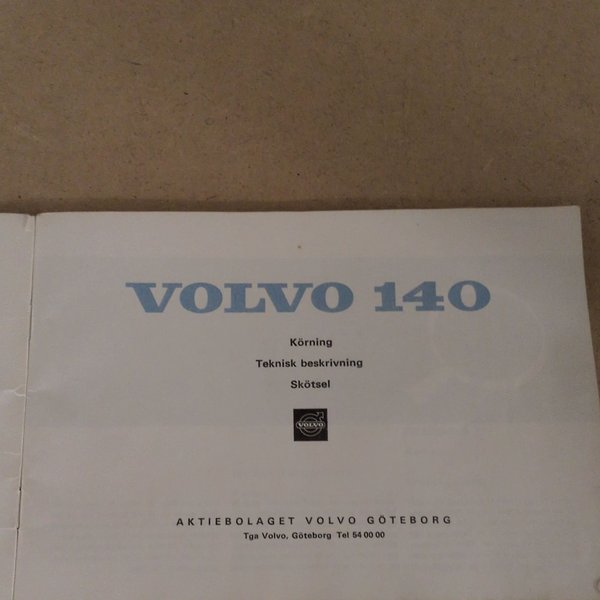 VOLVO 140
Körning
Teknisk beskrivning
Skötsel
VOLVO
AKTIEBOLAGET VOLVO GÖTEBORG
Tga Volvo, Göteborg Tel 54 00 00